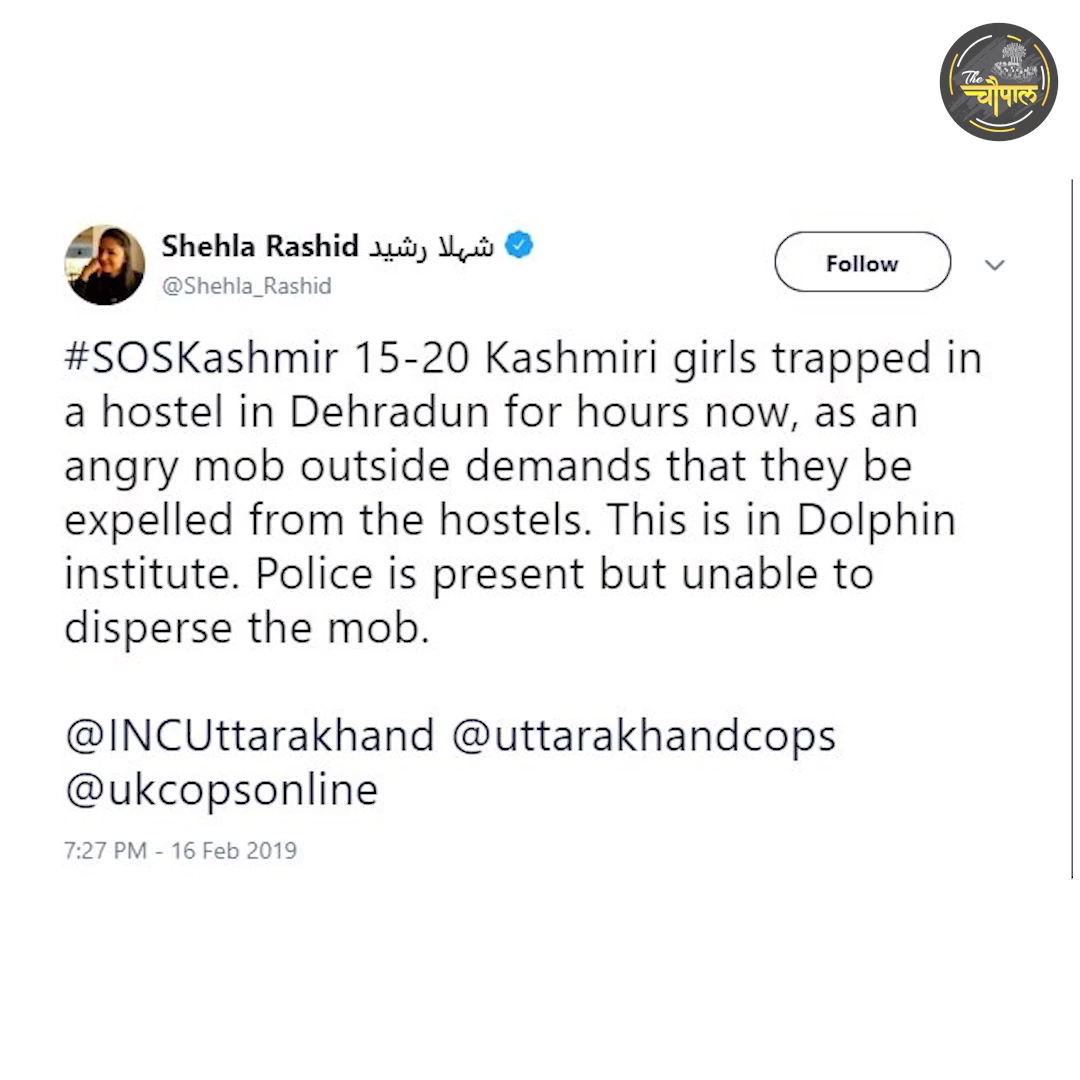 The
चौपाल
Shehla Rashid شہلا رشید
@Shehla_Rashid
Follow
#SOSKashmir 15-20 Kashmiri girls trapped in
a hostel in Dehradun for hours now, as an
angry mob outside demands that they be
expelled from the hostels. This is in Dolphin
institute. Police is present but unable to
disperse the mob.
@INCUttarakhand @uttarakhandcops
@ukcopsonline
7:27 PM - 16 Feb 2019